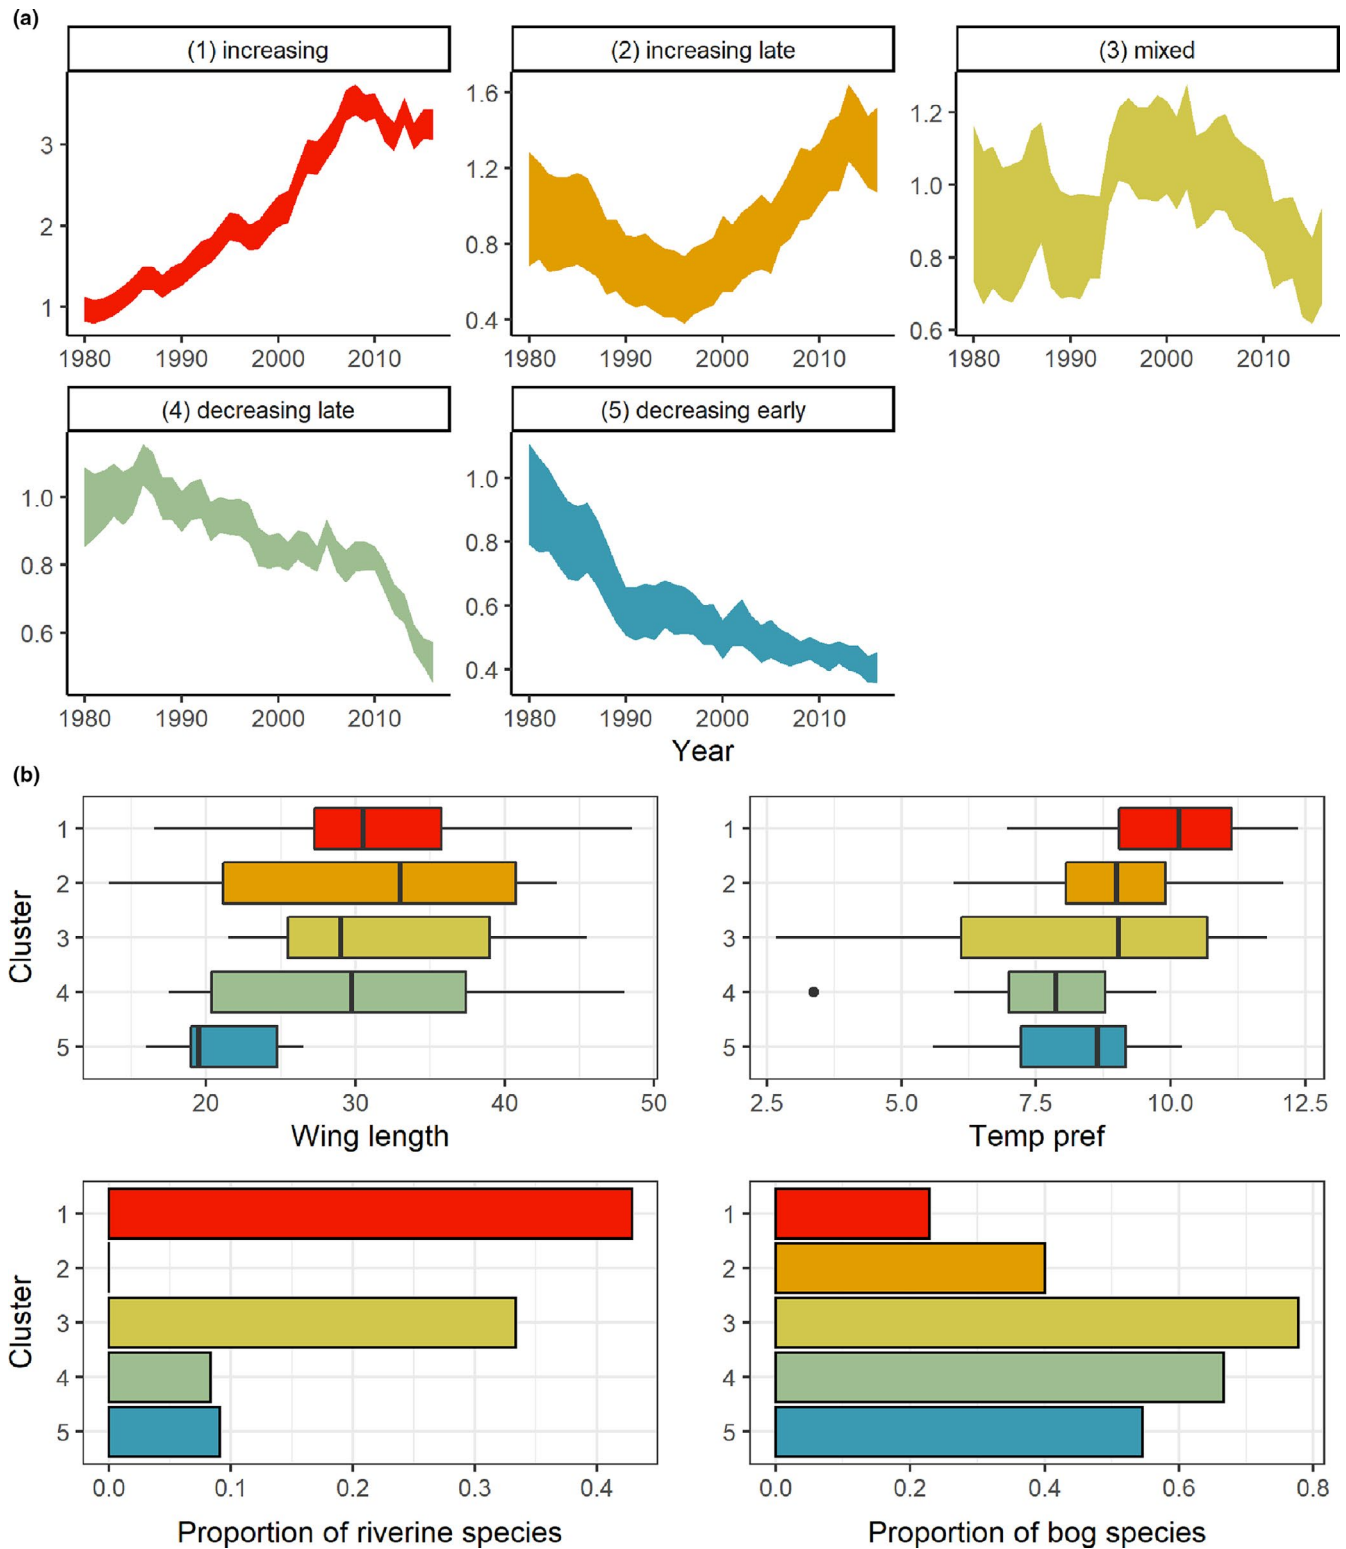 (a)
(1) increasing
(2) increasing late
(3) mixed
3
2
1
1.6
1.2
0.8
0.4
1.2
1.0
0.8
0.6
1980 1990 2000 2010
1980 1990 2000 2010
1980 1990 2000 2010
(4) decreasing late
(5) decreasing early
1.0
0.8
0.6
1.0
0.8
0.6
0.4
1980 1990 2000 2010
1980 1990 2000 2010
Year
(b)
Cluster
1
2
3
4
5
20 30 40 50
Wing length
1
2
3
4
5
2.5 5.0 7.5 10.0 12.5
Temp pref
Cluster
1
2
3
4
5
0.0 0.1 0.2 0.3 0.4
Proportion of riverine species
1
2
3
4
5
0.0 0.2 0.4 0.6 0.8
Proportion of bog species